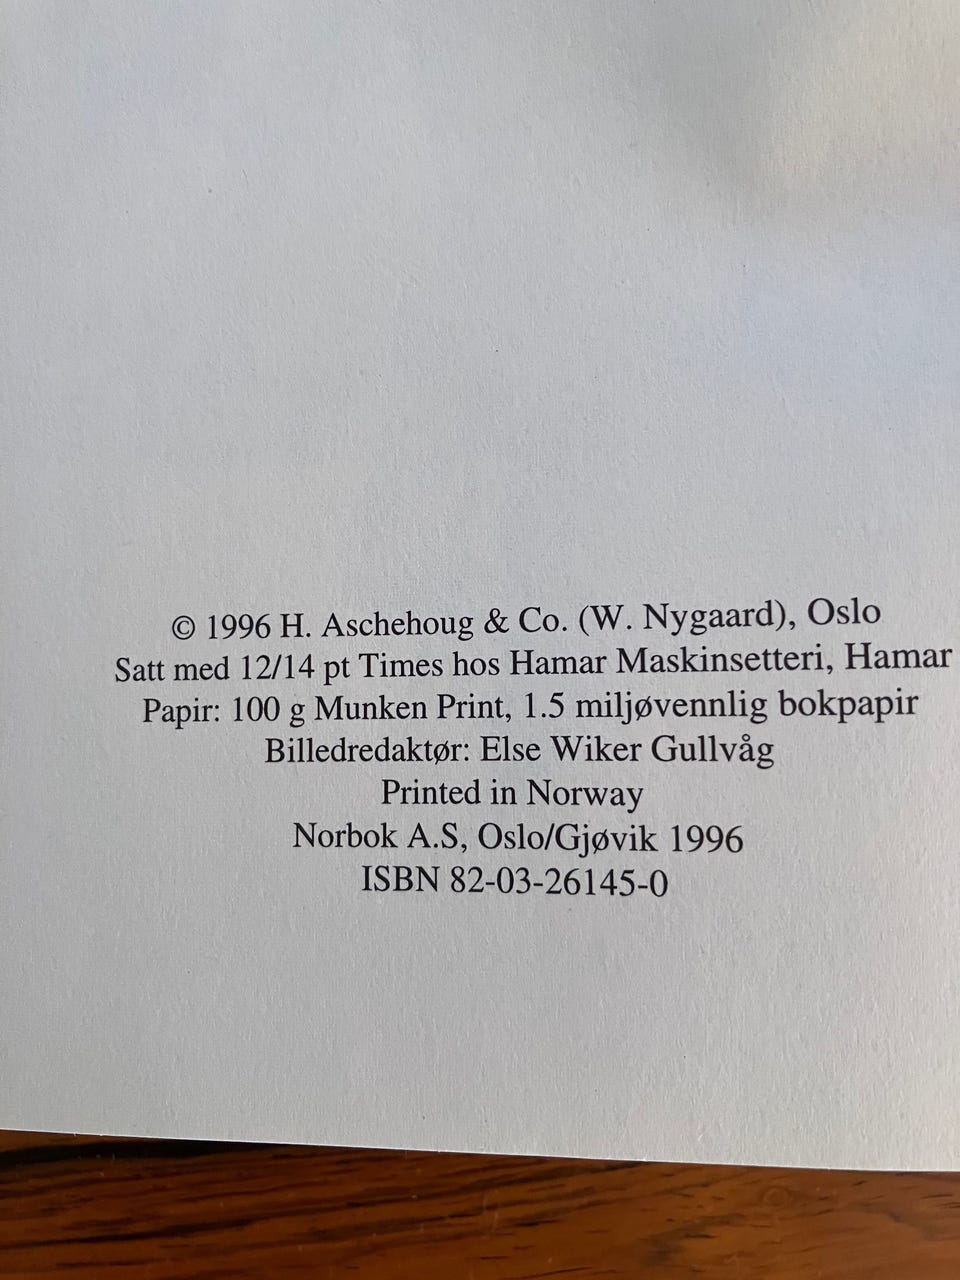 © 1996 H. Aschehoug & Co. (W. Nygaard), Oslo
Satt med 12/14 pt Times hos Hamar Maskinsetteri, Hamar
Papir: 100 g Munken Print, 1.5 miljøvennlig bokpapir
Billedredaktør: Else Wiker Gullvåg
Printed in Norway
Norbok A.S, Oslo/Gjøvik 1996
ISBN 82-03-26145-0